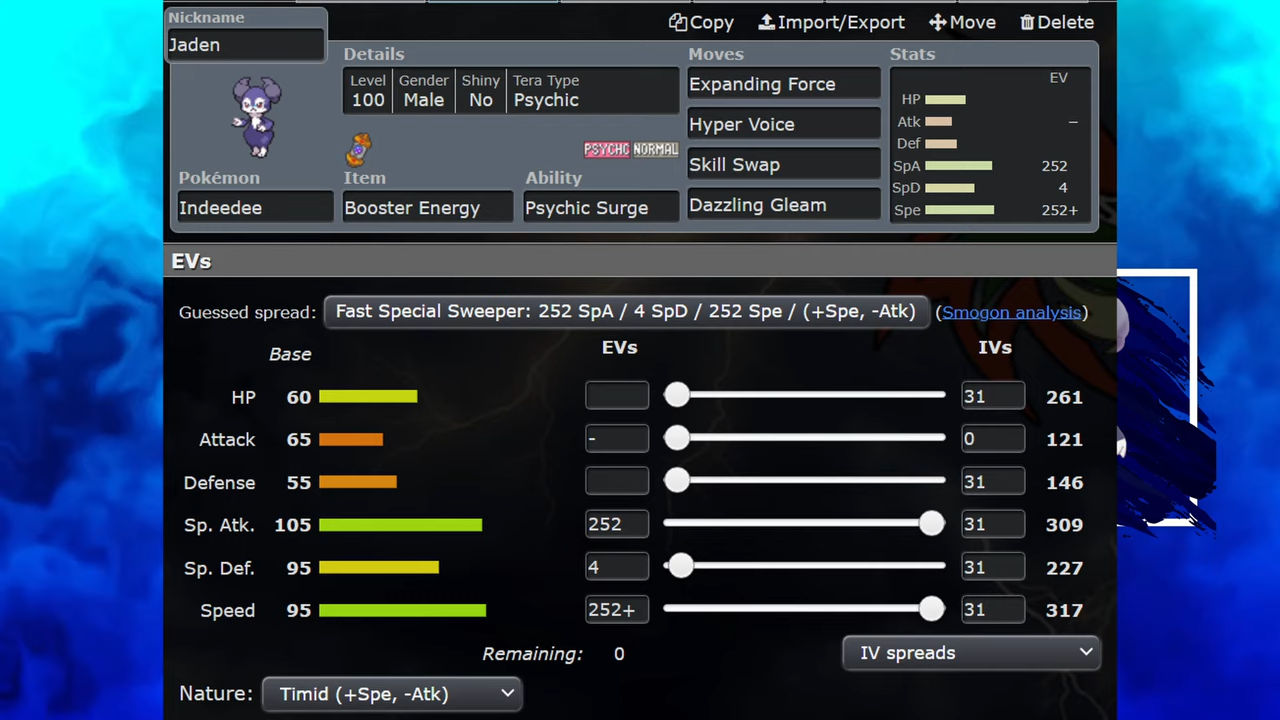 Nickname
Jaden
Copy Import/Export Move Delete
Details
Level Gender Shiny Tera Type
100 Male No Psychic
PSYCHC NORMAL
Pokémon Item Ability
Indeedee Booster Energy Psychic Surge
Moves
Expanding Force
Hyper Voice
Skill Swap
Dazzling Gleam
Stats
EV
HP
Atk –
Def
SpA 252
SpD 4
Spe 252+
EVs
Guessed spread: Fast Special Sweeper: 252 SpA / 4 SpD / 252 Spe / (+Spe, -Atk) (Smogon analysis)
Base EVs IVs
HP 60 31 261
Attack 65 - 0 121
Defense 55 31 146
Sp. Atk. 105 252 31 309
Sp. Def. 95 4 31 227
Speed 95 252+ 31 317
Remaining: 0
IV spreads
Nature: Timid (+Spe, -Atk)